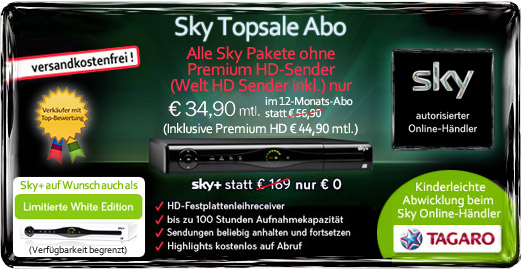 Sky Topsale Abo
versandkostenfrei !
Alle Sky Pakete ohne
Premium HD-Sender
(Welt HD Sender inkl.) nur
€ 34,90 mtl. im 12-Monats-Abo
statt € 56,90
(Inklusive Premium HD € 44,90 mtl.)
sky
autorisierter
Online-Händler
Verkäufer mit
Top-Bewertung
sky+
sky+ statt € 169 nur € 0
HD-Festplattenleihreceiver
bis zu 100 Stunden Aufnahmekapazität
Sendungen beliebig anhalten und fortsetzen
Highlights kostenlos auf Abruf
Sky+ auf Wunsch auch als
Limitierte White Edition
(Verfügbarkeit begrenzt)
Kinderleichte
Abwicklung beim
Sky Online-Händler
TAGARO